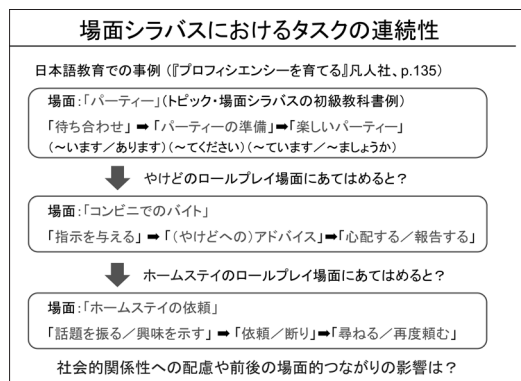 場面シラバスにおけるタスクの連続性
日本語教育での事例(『プロフィシエンシーを育てる』凡人社、p.135)
場面:「パーティー」(トピック・場面シラバスの初級教科書例)
「待ち合わせ」 ➡ 「パーティーの準備」➡「楽しいパーティー」
(〜います/あります)(〜てください)(〜ています/〜ましょうか)
やけどのロールプレイ場面にあてはめると?
場面:「コンビニでのバイト」
「指示を与える」 ➡ 「(やけどへの)アドバイス」➡「心配する/報告する」
ホームステイのロールプレイ場面にあてはめると?
場面:「ホームステイの依頼」
「話題を振る/興味を示す」 ➡ 「依頼/断り」➡「尋ねる/再度頼む」
社会的関係性への配慮や前後の場面的つながりの影響は?